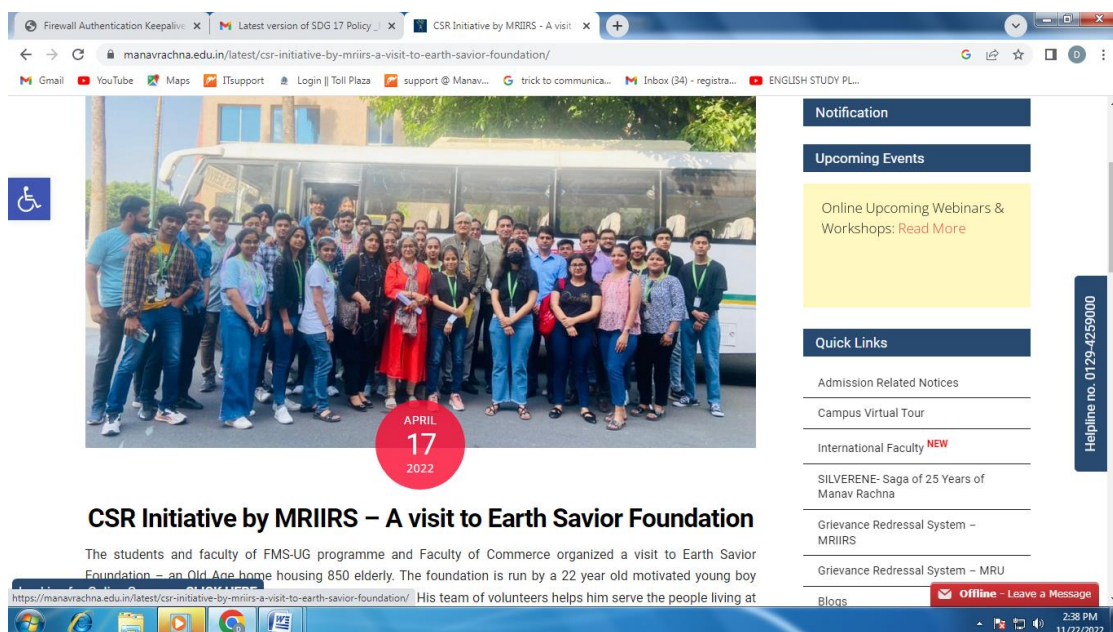 Firewall Authentication Keepalive
Latest version of SDG 17 Policy
CSR Initiative by MRIIRS - A visit
manavrachna.edu.in/latest/csr-initiative-by-mriirs-a-visit-to-earth-savior-foundation/
D
Gmail
YouTube
Maps
ITsupport
Login || Toll Plaza
support @ Manav...
trick to communica...
Inbox (34) - registra...
ENGLISH STUDY PL...
Notification
Upcoming Events
Online Upcoming Webinars &
Workshops: Read More
Helpline no. 0129-4259000
Quick Links
Admission Related Notices
Campus Virtual Tour
International Faculty NEW
SILVERENE- Saga of 25 Years of
Manav Rachna
Grievance Redressal System –
MRIIRS
Grievance Redressal System – MRU
Blogs
APRIL
17
2022
CSR Initiative by MRIIRS – A visit to Earth Savior Foundation
The students and faculty of FMS-UG programme and Faculty of Commerce organized a visit to Earth Savior
Foundation – an Old Age home housing 850 elderly. The foundation is run by a 22 year old motivated young boy
https://manavrachna.edu.in/latest/csr-initiative-by-mriirs-a-visit-to-earth-savior-foundation/
His team of volunteers helps him serve the people living at
Offline – Leave a Message
2:38 PM
11/22/2022